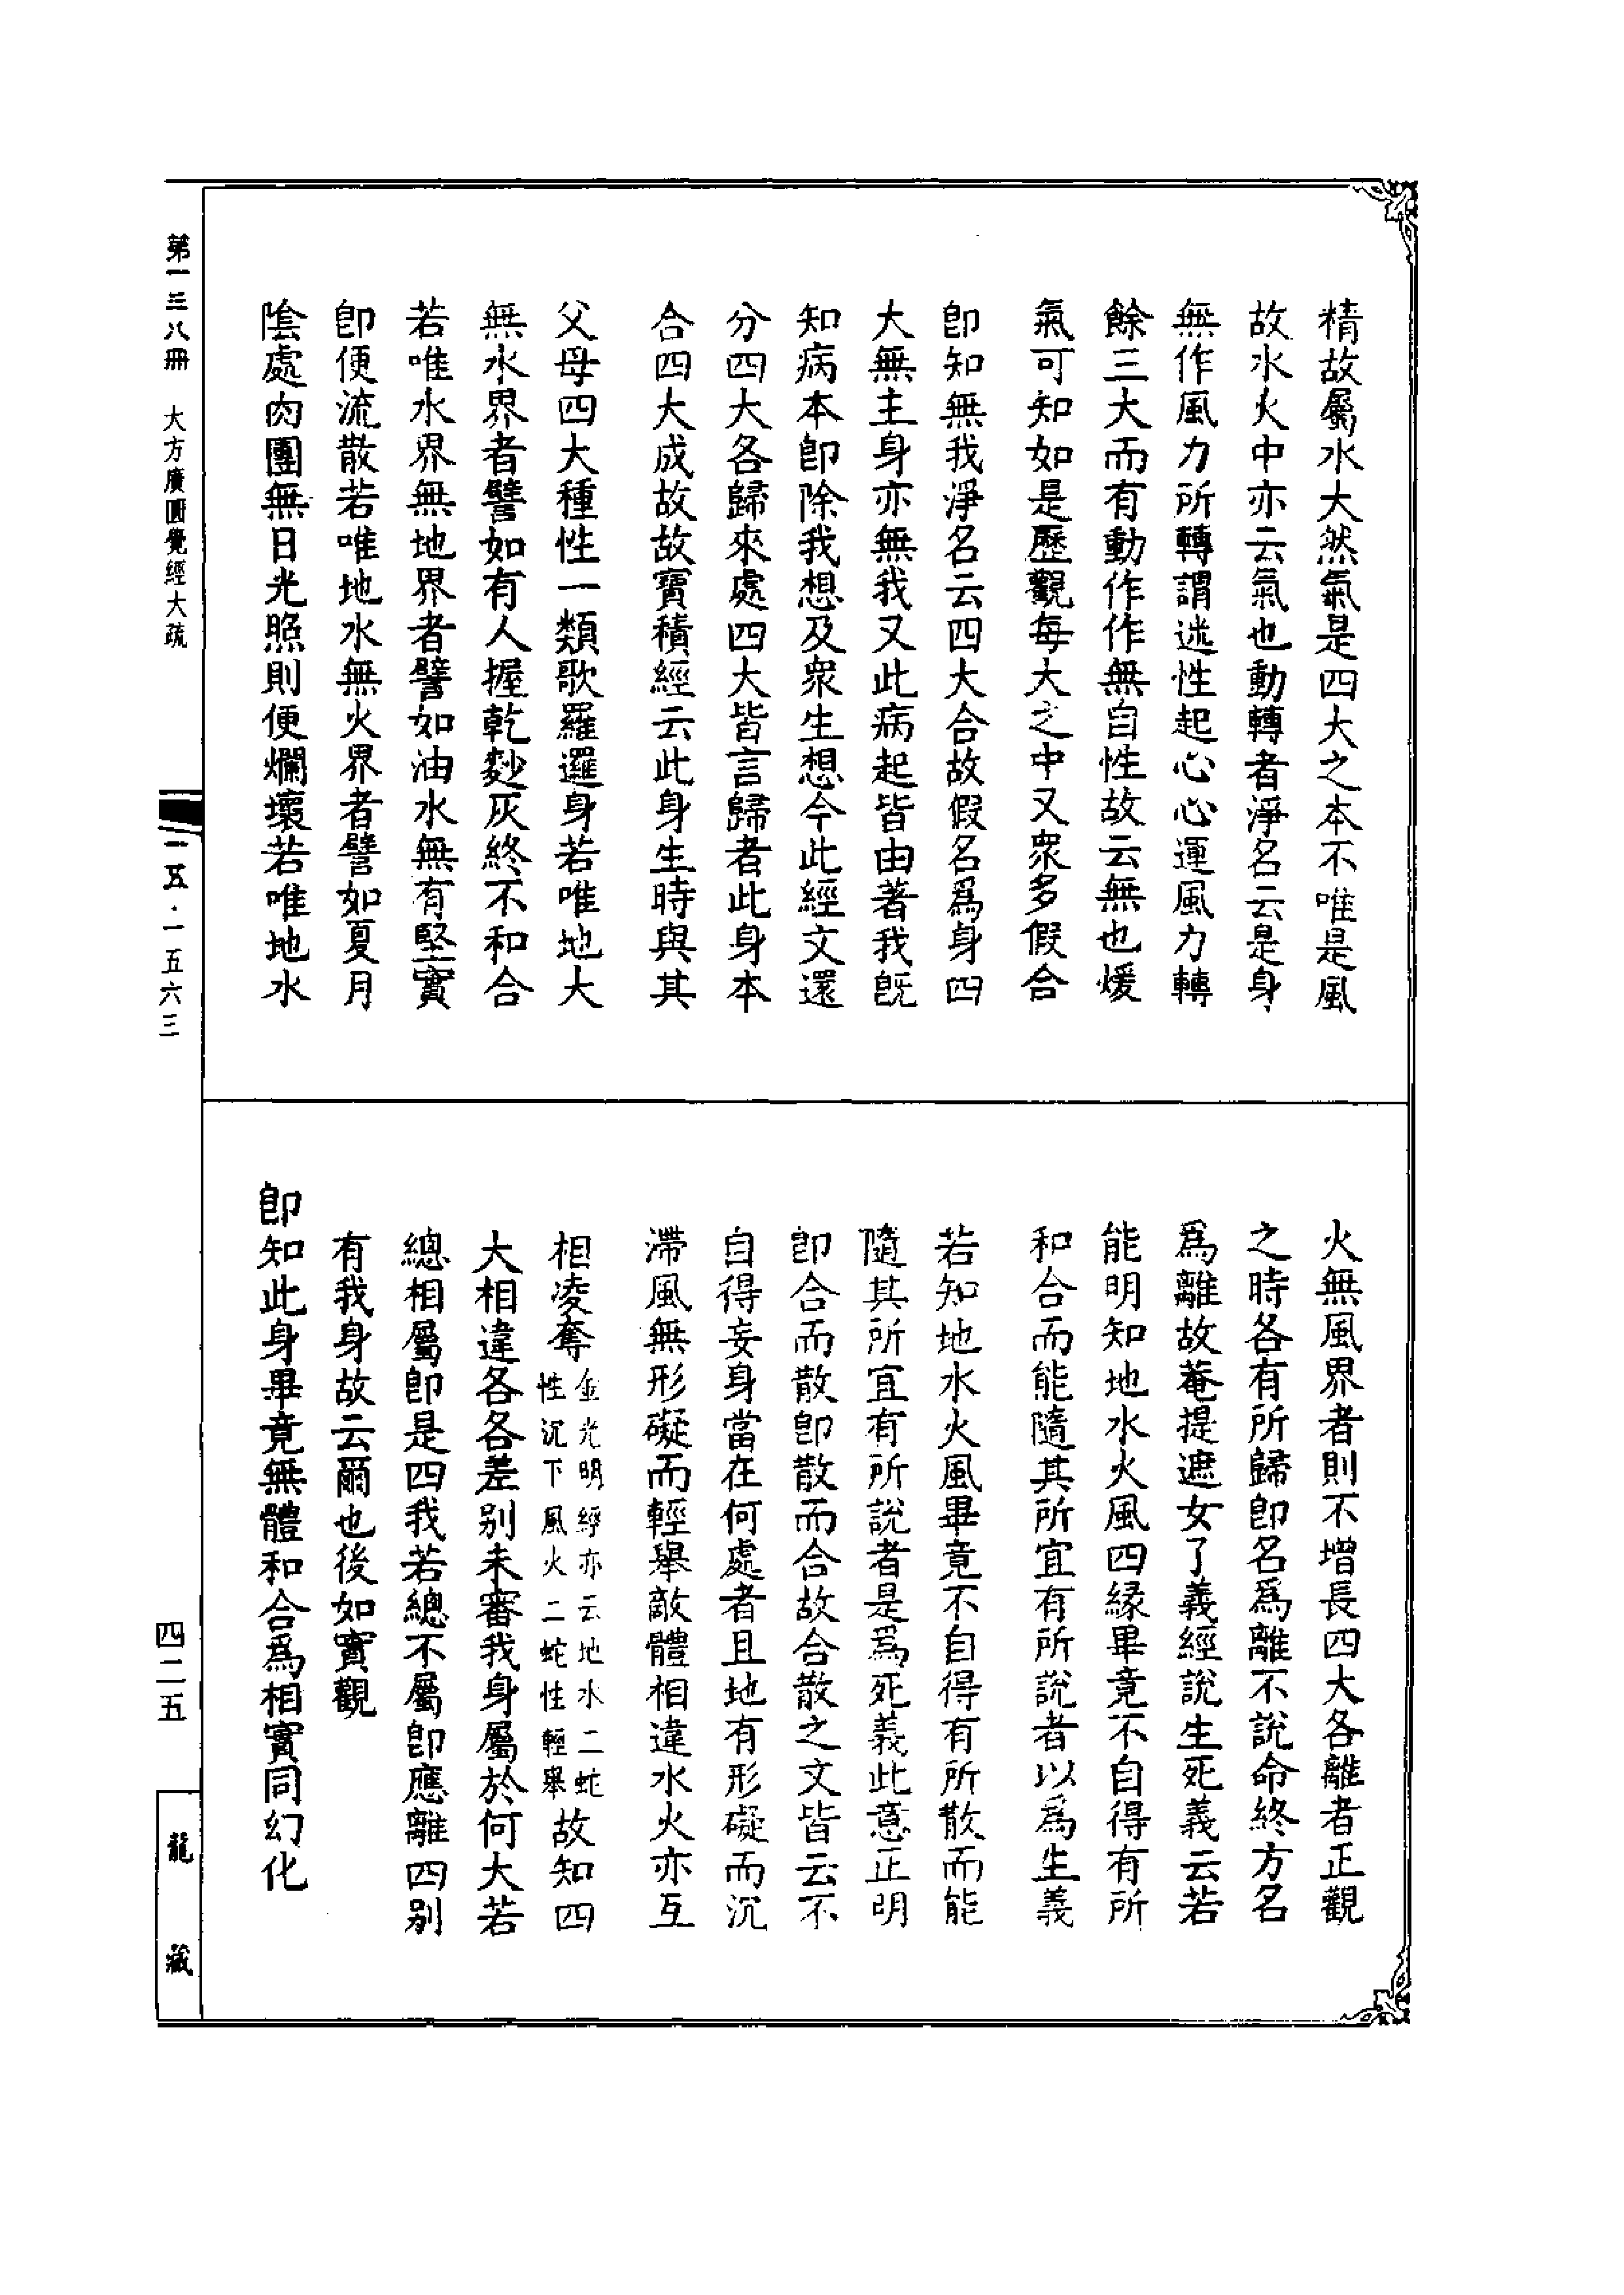 精故屬水大然氣是四大之本不唯是風
故水火中亦云氣也動轉者淨名云是身
無作風力所轉謂迷性起心心運風力轉
餘三大而有動作作無自性故云無也煖
氣可知如是歷觀每大之中又衆多假合
卽知無我淨名云四大合故假名爲身四
大無主身亦無我又此病起皆由著我旣
知病本卽除我想及衆生想今此經文還
分四大各歸來處四大皆言歸者此身本
合四大成故故寶積經云此身生時與其
父母四大種性一類歌羅邏身若唯地大
無水界者譬如有人握乾麨灰終不和合
若唯水界無地界者譬如油水無有堅實
卽便流散若唯地水無火界者譬如夏月
陰處肉團無日光照則便爛壞若唯地水
火無風界者則不增長四大各離者正觀
之時各有所歸卽名爲離不說命終方名
爲離故菴提遮女了義經說生死義云若
能明知地水火風四緣畢竟不自得有所
和合而能隨其所宜有所說者以爲生義
若知地水火風畢竟不自得有所散而能
隨其所宜有所說者是爲死義此意正明
卽合而散卽散而合故合散之文皆云不
自得妄身當在何處者且地有形礙而沉
滯風無形礙而輕舉敵體相違水火亦互
相凌奪金光明經亦云地水二蛇性沉下風火二蛇性輕舉故知四
大相違各各差別未審我身屬於何大若
總相屬卽是四我若總不屬卽應離四別
有我身故云爾也後如實觀
卽知此身畢竟無體和合爲相實同幻化
第一三八冊 大方廣圓覺經大疏
一五·一五六三
四二五
龍藏